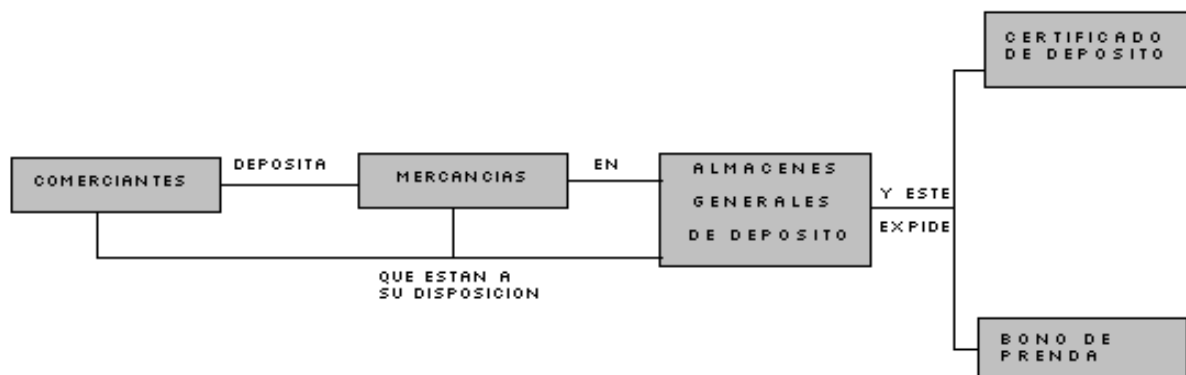 CERTIFICADO
DE DEPOSITO
COMERCIANTES
DEPOSITA
MERCANCIAS
EN
ALMACENES
GENERALES
DE DEPOSITO
Y ESTE
EXPIDE
QUE ESTAN A
SU DISPOSICION
BONO DE
PRENDA